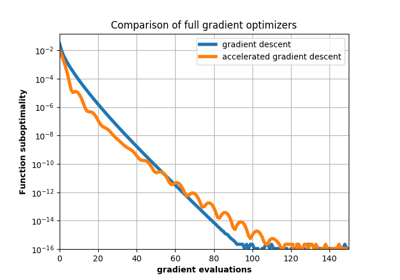 Comparison of full gradient optimizers
gradient descent
accelerated gradient descent
Function suboptimality
10⁻²
10⁻⁴
10⁻⁶
10⁻⁸
10⁻¹⁰
10⁻¹²
10⁻¹⁴
10⁻¹⁶
0 20 40 60 80 100 120 140
gradient evaluations